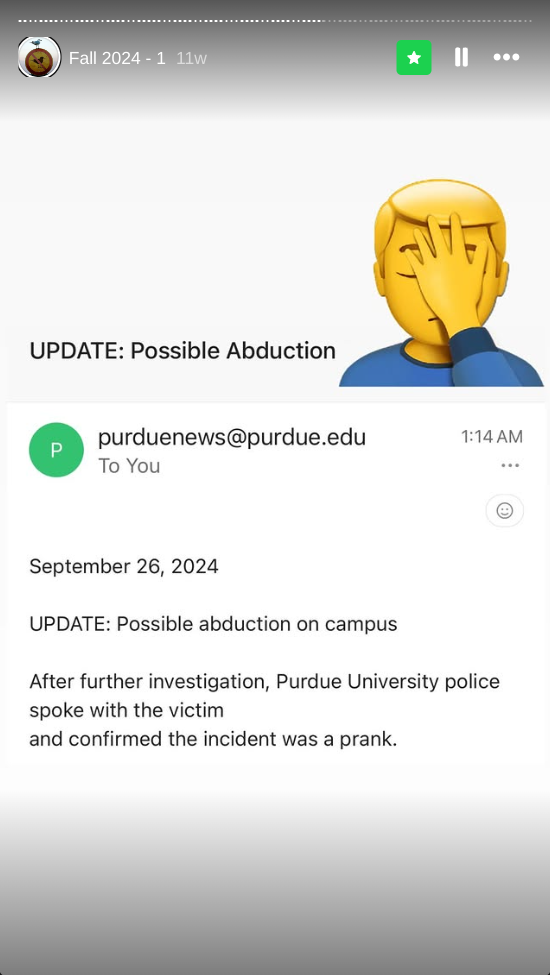 Fall 2024 - 1 11w
UPDATE: Possible Abduction
P
purduenews@purdue.edu
1:14 AM
To You
September 26, 2024
UPDATE: Possible abduction on campus
After further investigation, Purdue University police
spoke with the victim
and confirmed the incident was a prank.